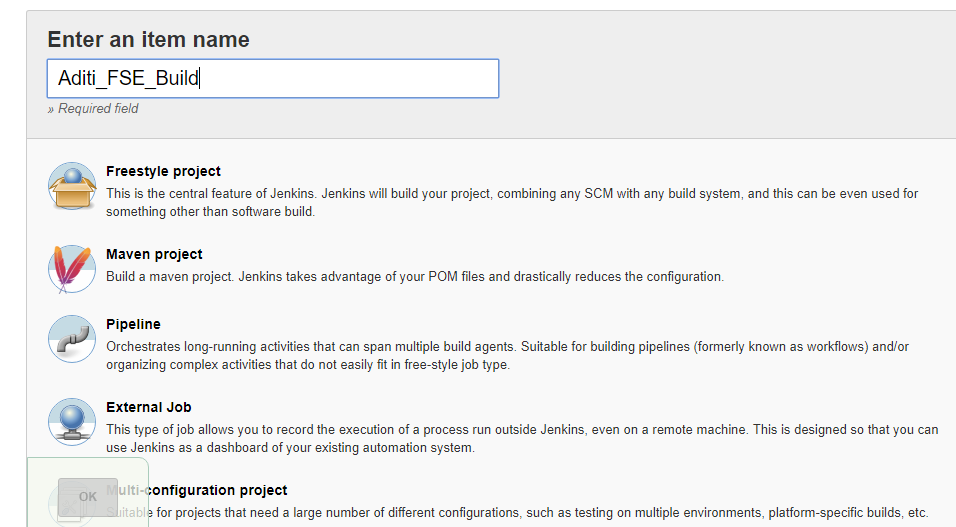 Enter an item name
Aditi_FSE_Build
» Required field
Freestyle project
This is the central feature of Jenkins. Jenkins will build your project, combining any SCM with any build system, and this can be even used for
something other than software build.
Maven project
Build a maven project. Jenkins takes advantage of your POM files and drastically reduces the configuration.
Pipeline
Orchestrates long-running activities that can span multiple build agents. Suitable for building pipelines (formerly known as workflows) and/or
organizing complex activities that do not easily fit in free-style job type.
External Job
This type of job allows you to record the execution of a process run outside Jenkins, even on a remote machine. This is designed so that you can
use Jenkins as a dashboard of your existing automation system.
Multi-configuration project
OK
Suitable for projects that need a large number of different configurations, such as testing on multiple environments, platform-specific builds, etc.